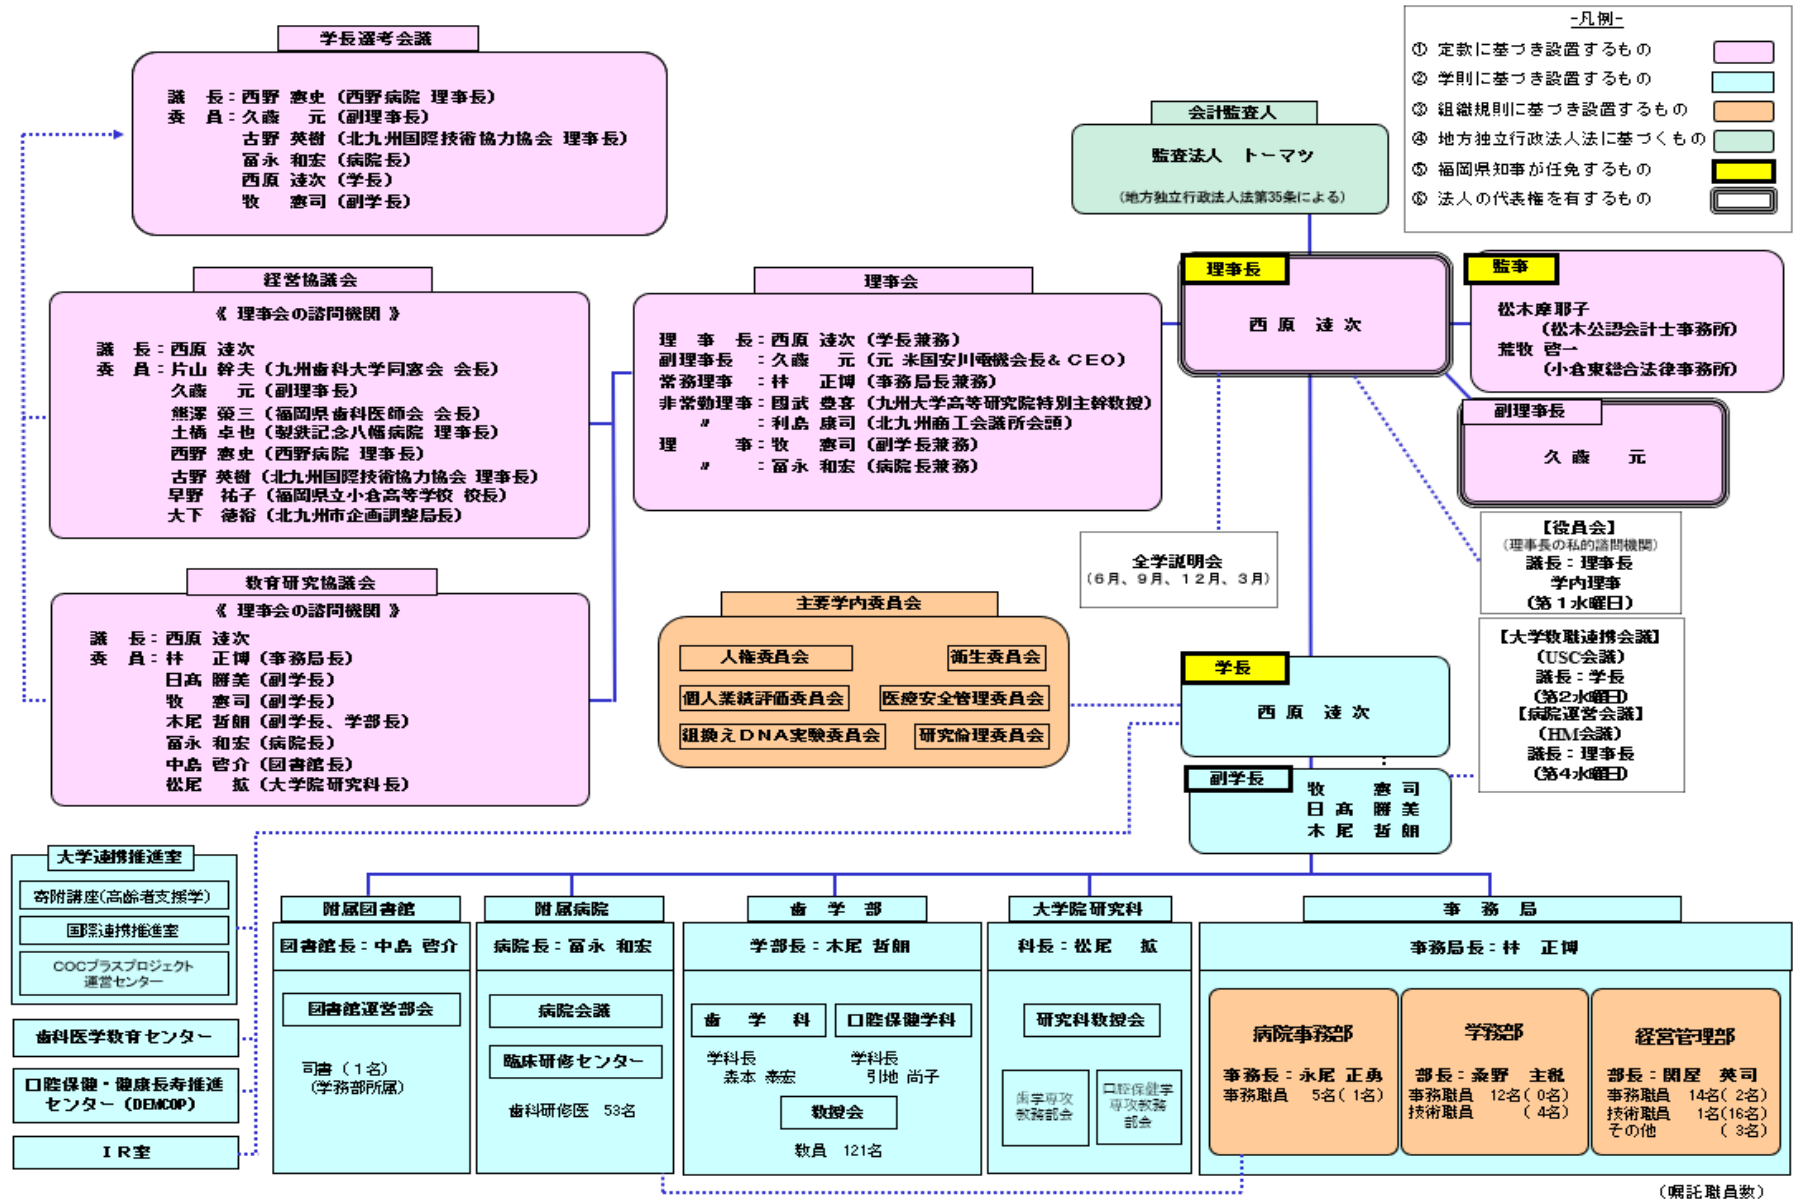 学長選考会議
議　長：西野 憲史（西野病院 理事長）
委　員：久藤　元（副理事長）
古野 英樹（北九州国際技術協力協会 理事長）
冨永 和宏（病院長）
西原 達次（学長）
牧　憲司（副学長）
-凡例-
① 定款に基づき設置するもの
② 学則に基づき設置するもの
③ 組織規則に基づき設置するもの
④ 地方独立行政法人法に基づくもの
⑤ 福岡県知事が任免するもの
⑥ 法人の代表権を有するもの
会計監査人
監査法人　トーマツ
（地方独立行政法人法第35条による）
経営協議会
《 理事会の諮問機関 》
議　長：西原 達次
委　員：片山 幹夫（九州歯科大学同窓会 会長）
久藤　元（副理事長）
熊澤 榮三（福岡県歯科医師会 会長）
土橋 卓也（製鉄記念八幡病院 理事長）
西野 憲史（西野病院 理事長）
古野 英樹（北九州国際技術協力協会 理事長）
早野 祐子（福岡県立小倉高等学校 校長）
大下 徳裕（北九州市企画調整局長）
理事会
理　事　長：西原 達次（学長兼務）
副理事長　：久藤　元（元 米国安川電機会長＆ＣＥＯ）
常務理事　：林　正博（事務局長兼務）
非常勤理事：國武 豊喜（九州大学高等研究院特別主幹教授）
〃　：利島 康司（北九州商工会議所会頭）
理　　事：牧　憲司（副学長兼務）
〃　：冨永 和宏（病院長兼務）
理事長
西 原　達 次
監事
松木摩耶子
（松木公認会計士事務所）
荒牧 啓一
（小倉東総合法律事務所）
副理事長
久 藤　元
教育研究協議会
《 理事会の諮問機関 》
議　長：西原 達次
委　員：林　正博（事務局長）
日髙 勝美（副学長）
牧　憲司（副学長）
木尾 哲朗（副学長、学部長）
冨永 和宏（病院長）
中島 啓介（図書館長）
松尾　拡（大学院研究科長）
全学説明会
（6月、9月、12月、3月）
【役員会】
（理事長の私的諮問機関）
議長：理事長
学内理事
（第１水曜日）
【大学教職連携会議】
（USC会議）
議長：学長
（第2水曜日）
【病院運営会議】
（HM会議）
議長：理事長
（第4水曜日）
主要学内委員会
人権委員会
衛生委員会
個人業績評価委員会
医療安全管理委員会
組換えＤＮＡ実験委員会
研究倫理委員会
学長
西 原　達 次
副学長
牧　憲 司
日 髙　勝 美
木 尾　哲 朗
大学連携推進室
寄附講座(高齢者支援学)
国際連携推進室
COCプラスプロジェクト
運営センター
歯科医学教育センター
口腔保健・健康長寿推進
センター（DEMCOP）
ＩＲ室
附属図書館
図書館長：中島 啓介
図書館運営部会
司書（１名）
（学務部所属）
附属病院
病院長：冨永 和宏
病院会議
臨床研修センター
歯科研修医　53名
歯　学　部
学部長：木尾 哲朗
歯　学　科
口腔保健学科
学科長
森本 泰宏
学科長
引地 尚子
教授会
教員　121名
大学院研究科
科長：松尾　拡
研究科教授会
歯学専攻
教務部会
口腔保健学
専攻教務
部会
事　務　局
事務局長：林　正博
病院事務部
事務長：永尾 正勇
事務職員　5名（1名）
学務部
部長：桑野　主税
事務職員　12名（0名）
技術職員　（4名）
経営管理部
部長：関屋　英司
事務職員　14名（2名）
技術職員　1名（16名）
その他　（3名）
（嘱託職員数）